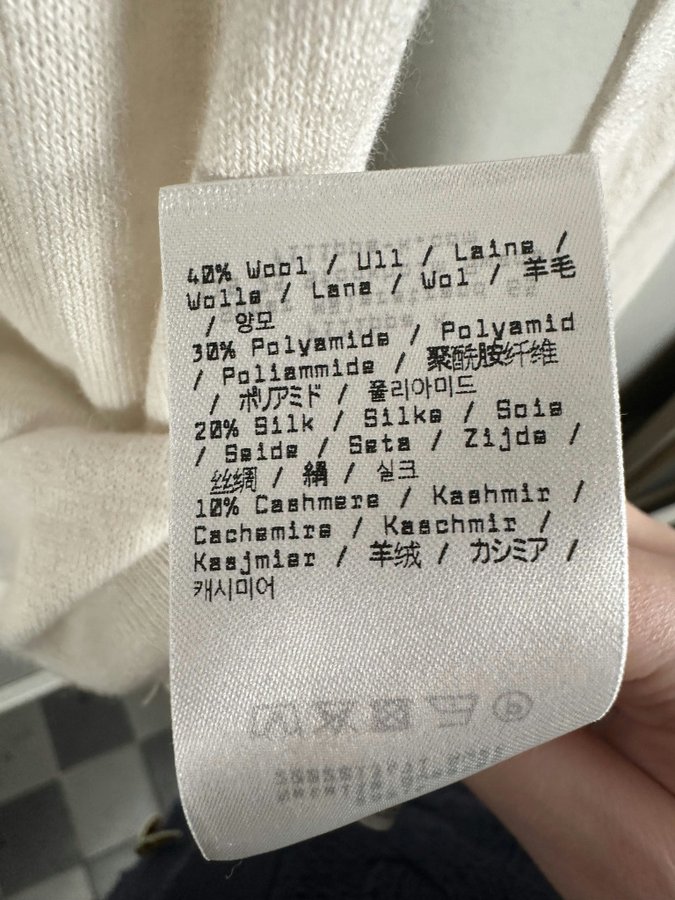 40% Wool / Ull / Laine /
Wolle / Lana / Wol / 羊毛
/ 양모
30% Polyamide / Polyamid
/ Poliammide / 聚酰胺纤维
/ ポリアミド / 폴리아미드
20% Silk / Silke / Soie
/ Seide / Seta / Zijde /
丝绸 / 絹 / 실크
10% Cashmere / Kashmir /
Cachemire / Kaschmir /
Kasjmier / 羊绒 / カシミア /
캐시미어